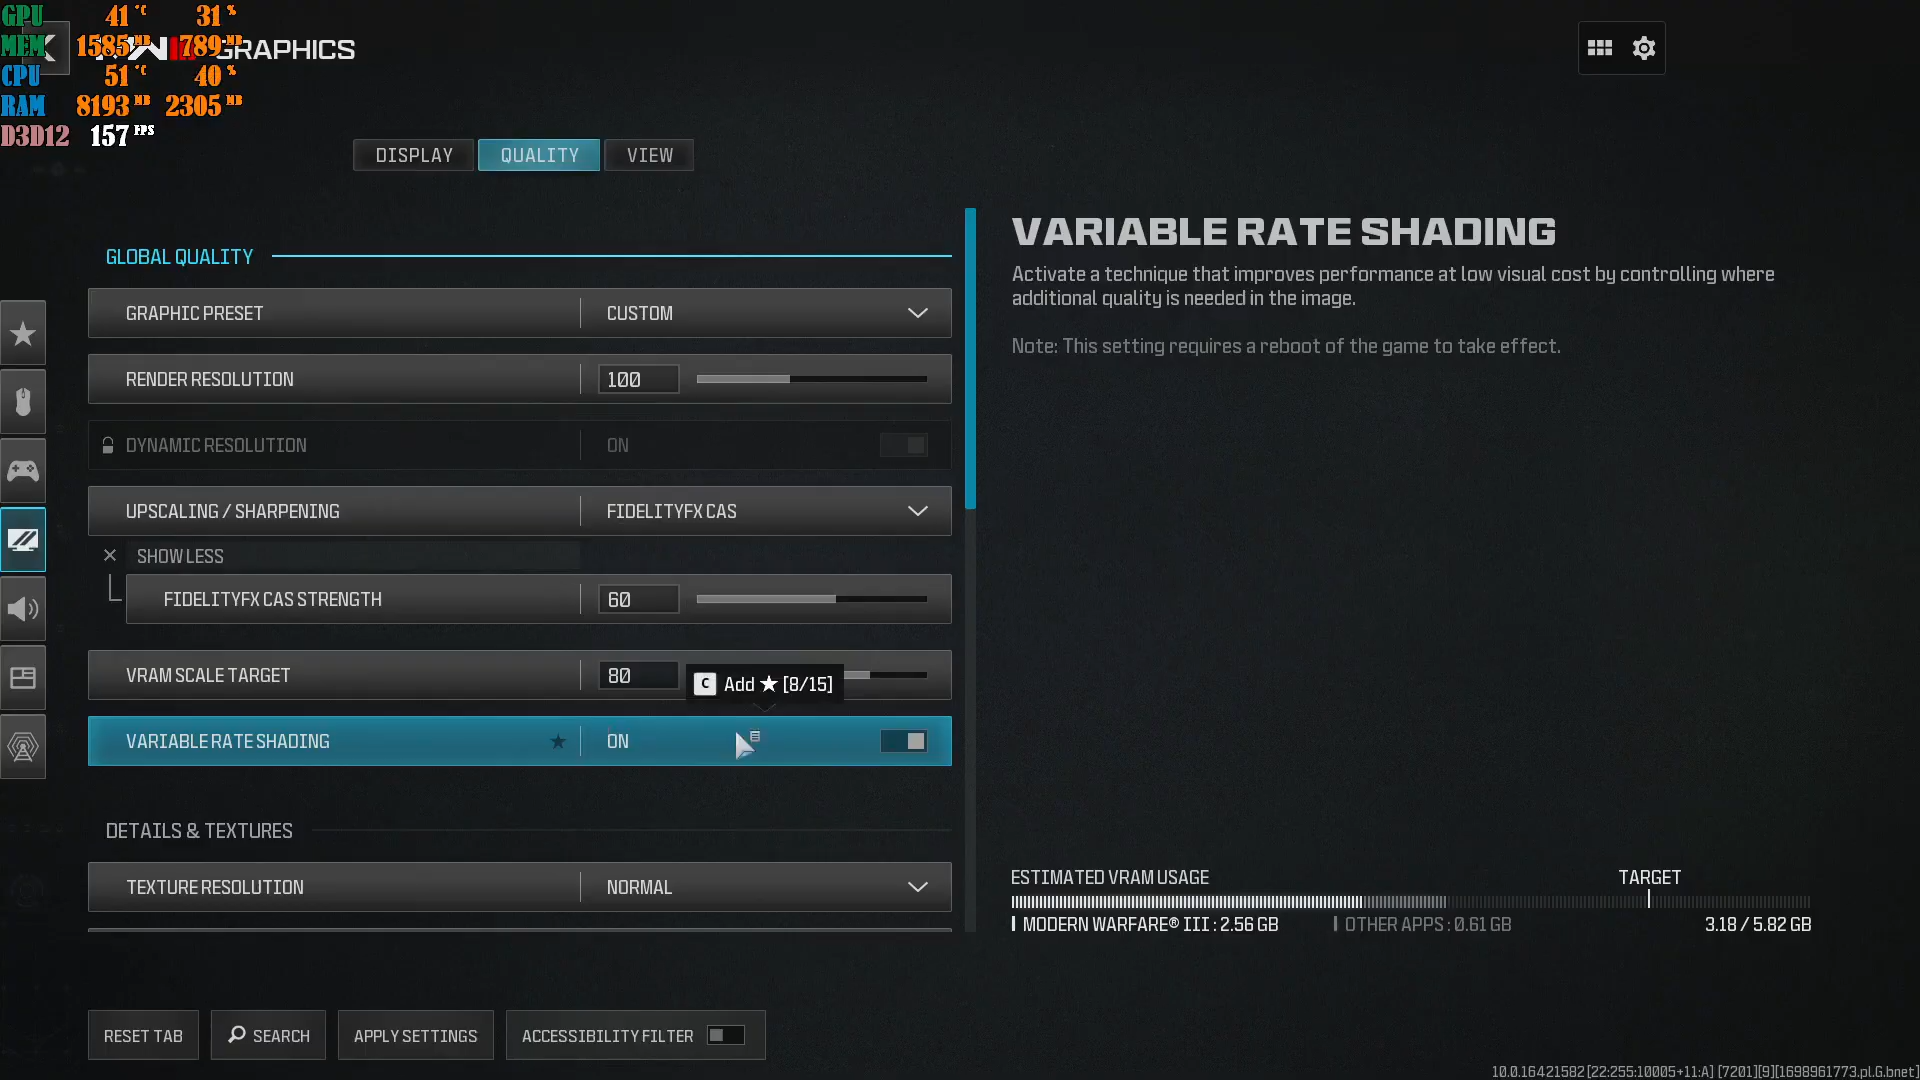 GPU 41 °C 31 %
MEM 1585 MB 789 MB
CPU 51 °C 40 %
RAM 8193 MB 2305 MB
D3D12 157 FPS
GRAPHICS
DISPLAY QUALITY VIEW
GLOBAL QUALITY
GRAPHIC PRESET CUSTOM
RENDER RESOLUTION 100
DYNAMIC RESOLUTION ON
UPSCALING / SHARPENING FIDELITYFX CAS
SHOW LESS
FIDELITYFX CAS STRENGTH 60
VRAM SCALE TARGET 80
C Add ★ [8/15]
VARIABLE RATE SHADING ★ ON
DETAILS & TEXTURES
TEXTURE RESOLUTION NORMAL
VARIABLE RATE SHADING
Activate a technique that improves performance at low visual cost by controlling where
additional quality is needed in the image.
Note: This setting requires a reboot of the game to take effect.
ESTIMATED VRAM USAGE TARGET
MODERN WARFARE® III : 2.56 GB OTHER APPS : 0.61 GB 3.18 / 5.82 GB
RESET TAB SEARCH APPLY SETTINGS ACCESSIBILITY FILTER
10.0.16421582 [22:255:10005+11:A] [7201][9][1698961773.pl.G.bnet]